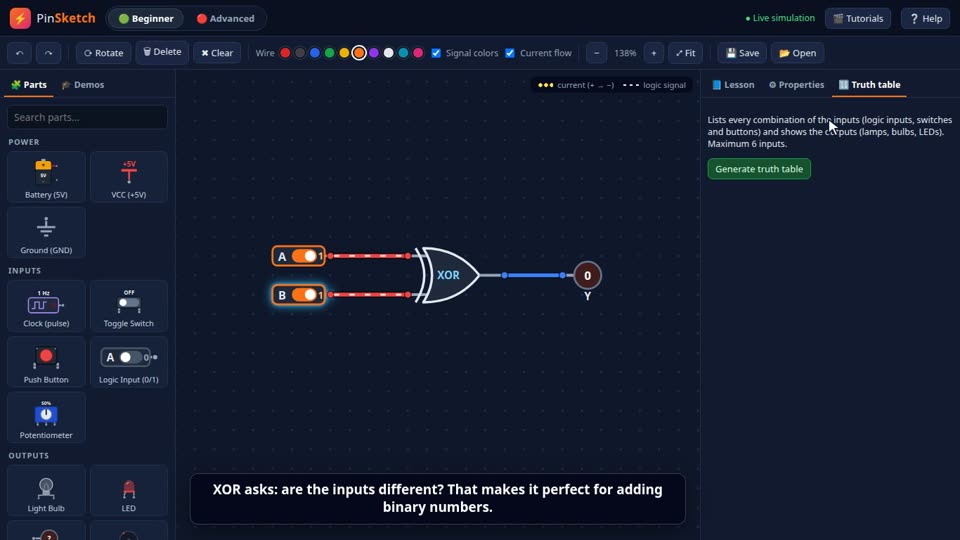 PinSketch
Beginner
Advanced
Live simulation
Tutorials
? Help
Rotate
Delete
Clear
Wire
Signal colors
Current flow
138%
Fit
Save
Open
Parts
Demos
Search parts...
POWER
5V
Battery (5V)
+5V
VCC (+5V)
Ground (GND)
INPUTS
1 Hz
Clock (pulse)
OFF
Toggle Switch
Push Button
A 0
Logic Input (0/1)
50%
Potentiometer
OUTPUTS
Light Bulb
LED
?
current (+ → −)
logic signal
A 1
B 1
XOR
0
Y
XOR asks: are the inputs different? That makes it perfect for adding
binary numbers.
Lesson
Properties
Truth table
Lists every combination of the inputs (logic inputs, switches
and buttons) and shows the outputs (lamps, bulbs, LEDs).
Maximum 6 inputs.
Generate truth table